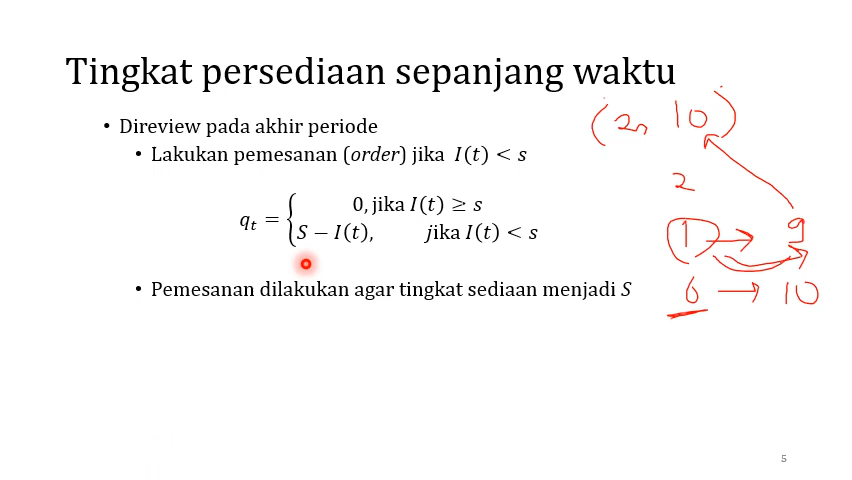 Tingkat persediaan sepanjang waktu
• Direview pada akhir periode
• Lakukan pemesanan (order) jika I(t) < s
q_t = { 0, jika I(t) ≥ s
S − I(t), jika I(t) < s
• Pemesanan dilakukan agar tingkat sediaan menjadi S
(2, 10)
2
1 → 9
6 → 10
5